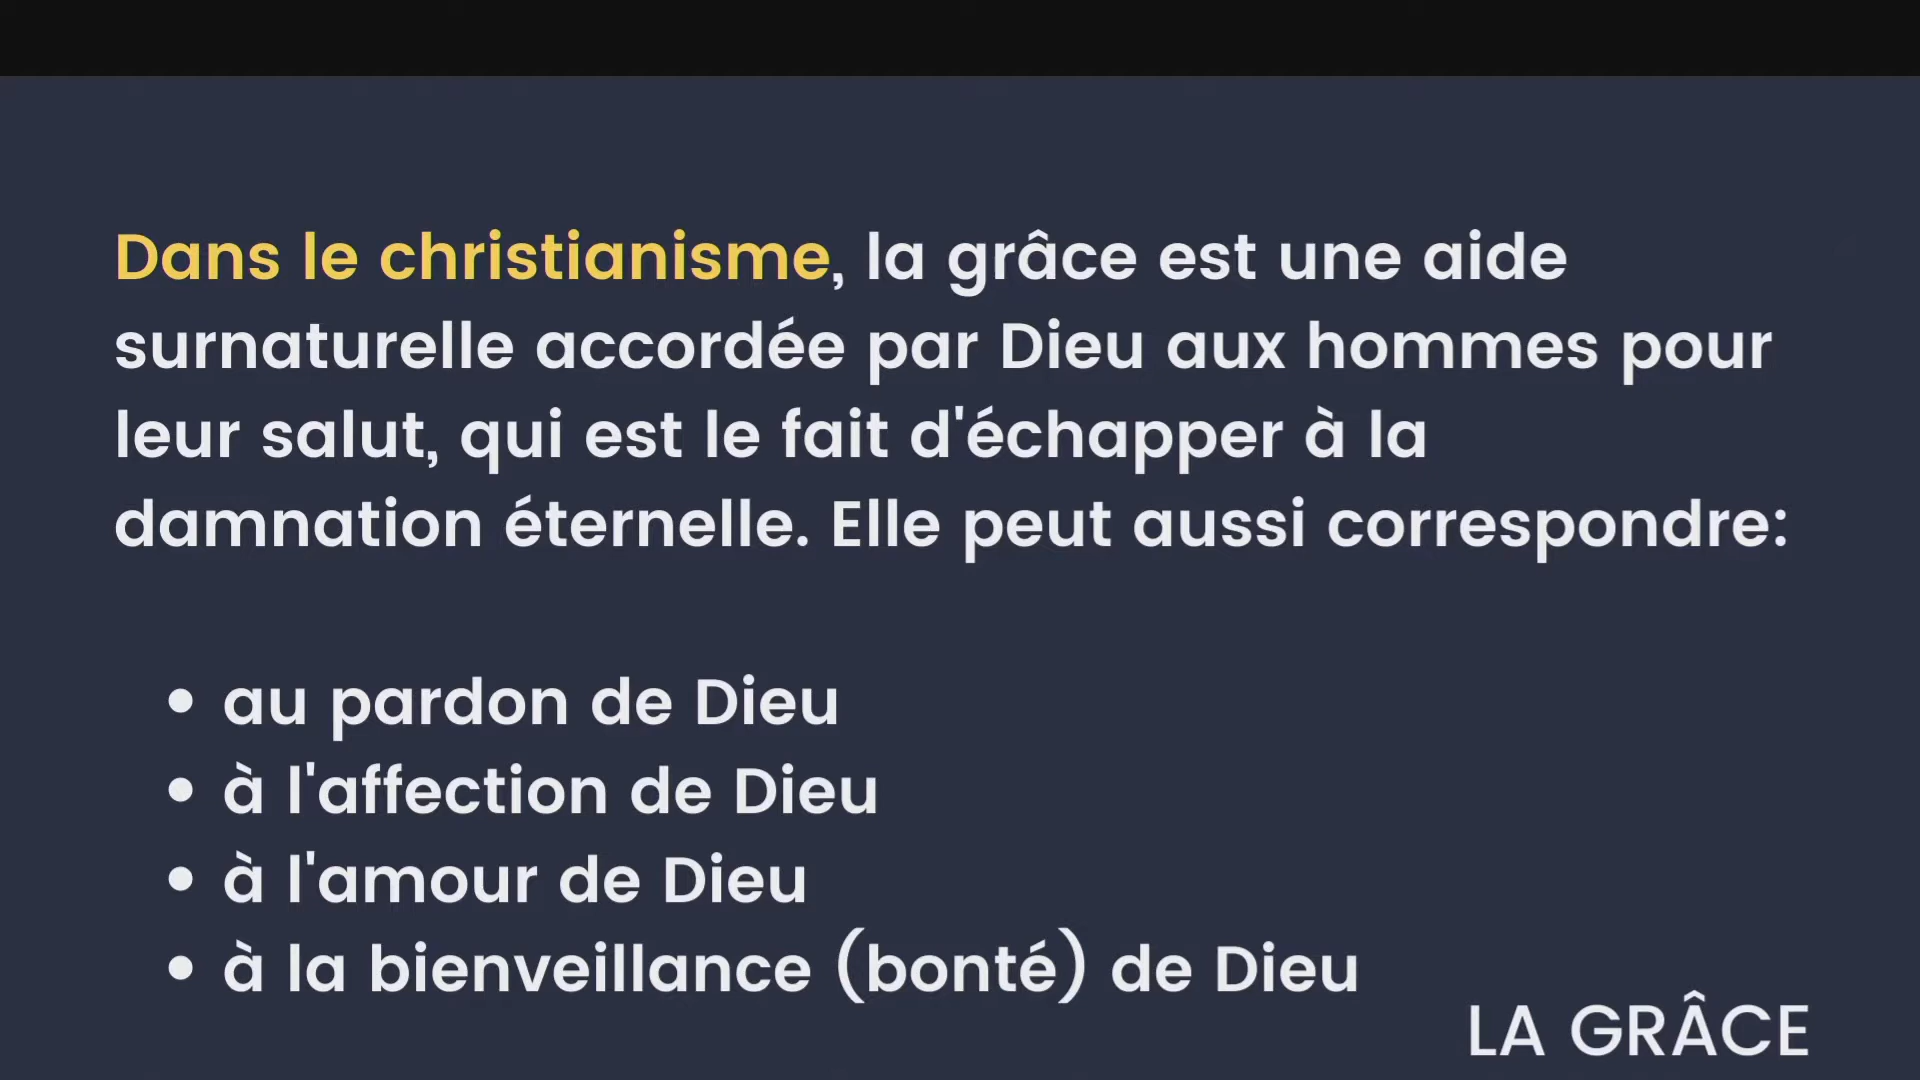 Dans le christianisme, la grâce est une aide
surnaturelle accordée par Dieu aux hommes pour
leur salut, qui est le fait d'échapper à la
damnation éternelle. Elle peut aussi correspondre:
• au pardon de Dieu
• à l'affection de Dieu
• à l'amour de Dieu
• à la bienveillance (bonté) de Dieu
LA GRÂCE